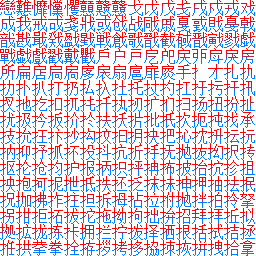 戀戁戂戃戄戅戆戇戈戉戊戋戌戍戎戏
成我戒戓戔戕或戗战戙戚戛戜戝戞戟
戠戡戢戣戤戥戦戧戨戩截戫戬戭戮戯
戰戱戲戳戴戵戶户戸戹戺戻戼戽戾房
所扁扂扃扄扅扆扇扈扉扊手扌才扎扏
扐扑扒打扔払扖扗托扙扚扛扜扝扞扟
扠扡扢扣扤扥扦执扨扩扪扫扬扭扮扯
扰扱扲扳扴扵扶扷扸批扺扻扼扽找承
技抁抂抃抄抅抆抇抈抉把抋抌抍抎抏
抐抑抒抓抔投抖抗折抙抚抛抜抝択抟
抠抡抢抣护报抦抧抨抩抪披抬抭抮抯
抰抱抲抳抴抵抶抷抸抹抺抻押抽抾抿
拀拁拂拃拄担拆拇拈拉拊拋拌拍拎拏
拐拑拒拓拔拕拖拗拘拙拚招拜拝拞拟
拠拡拢拣拤拥拦拧拨择拪拫括拭拮拯
拰拱拲拳拴拵拶拷拸拹拺拻拼拽拾拿